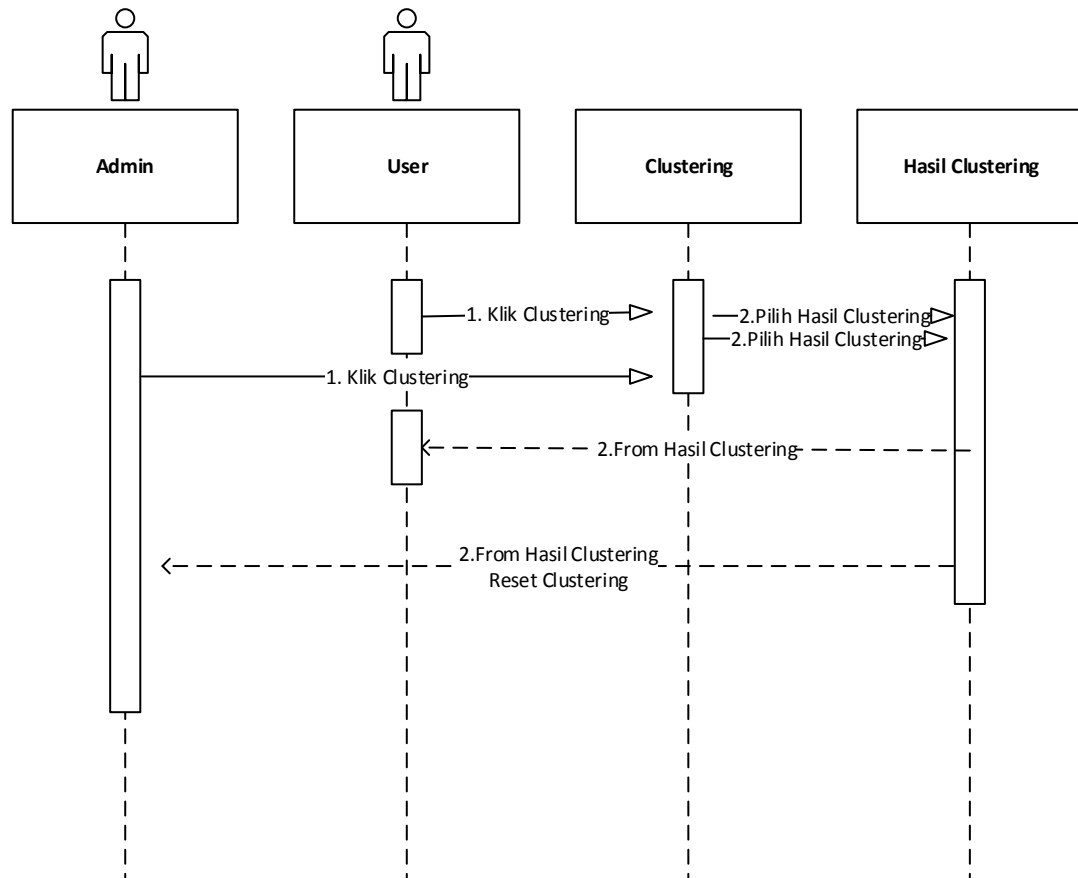 Admin
User
Clustering
Hasil Clustering
1. Klik Clustering
2.Pilih Hasil Clustering
2.Pilih Hasil Clustering
1. Klik Clustering
2.From Hasil Clustering
2.From Hasil Clustering
Reset Clustering